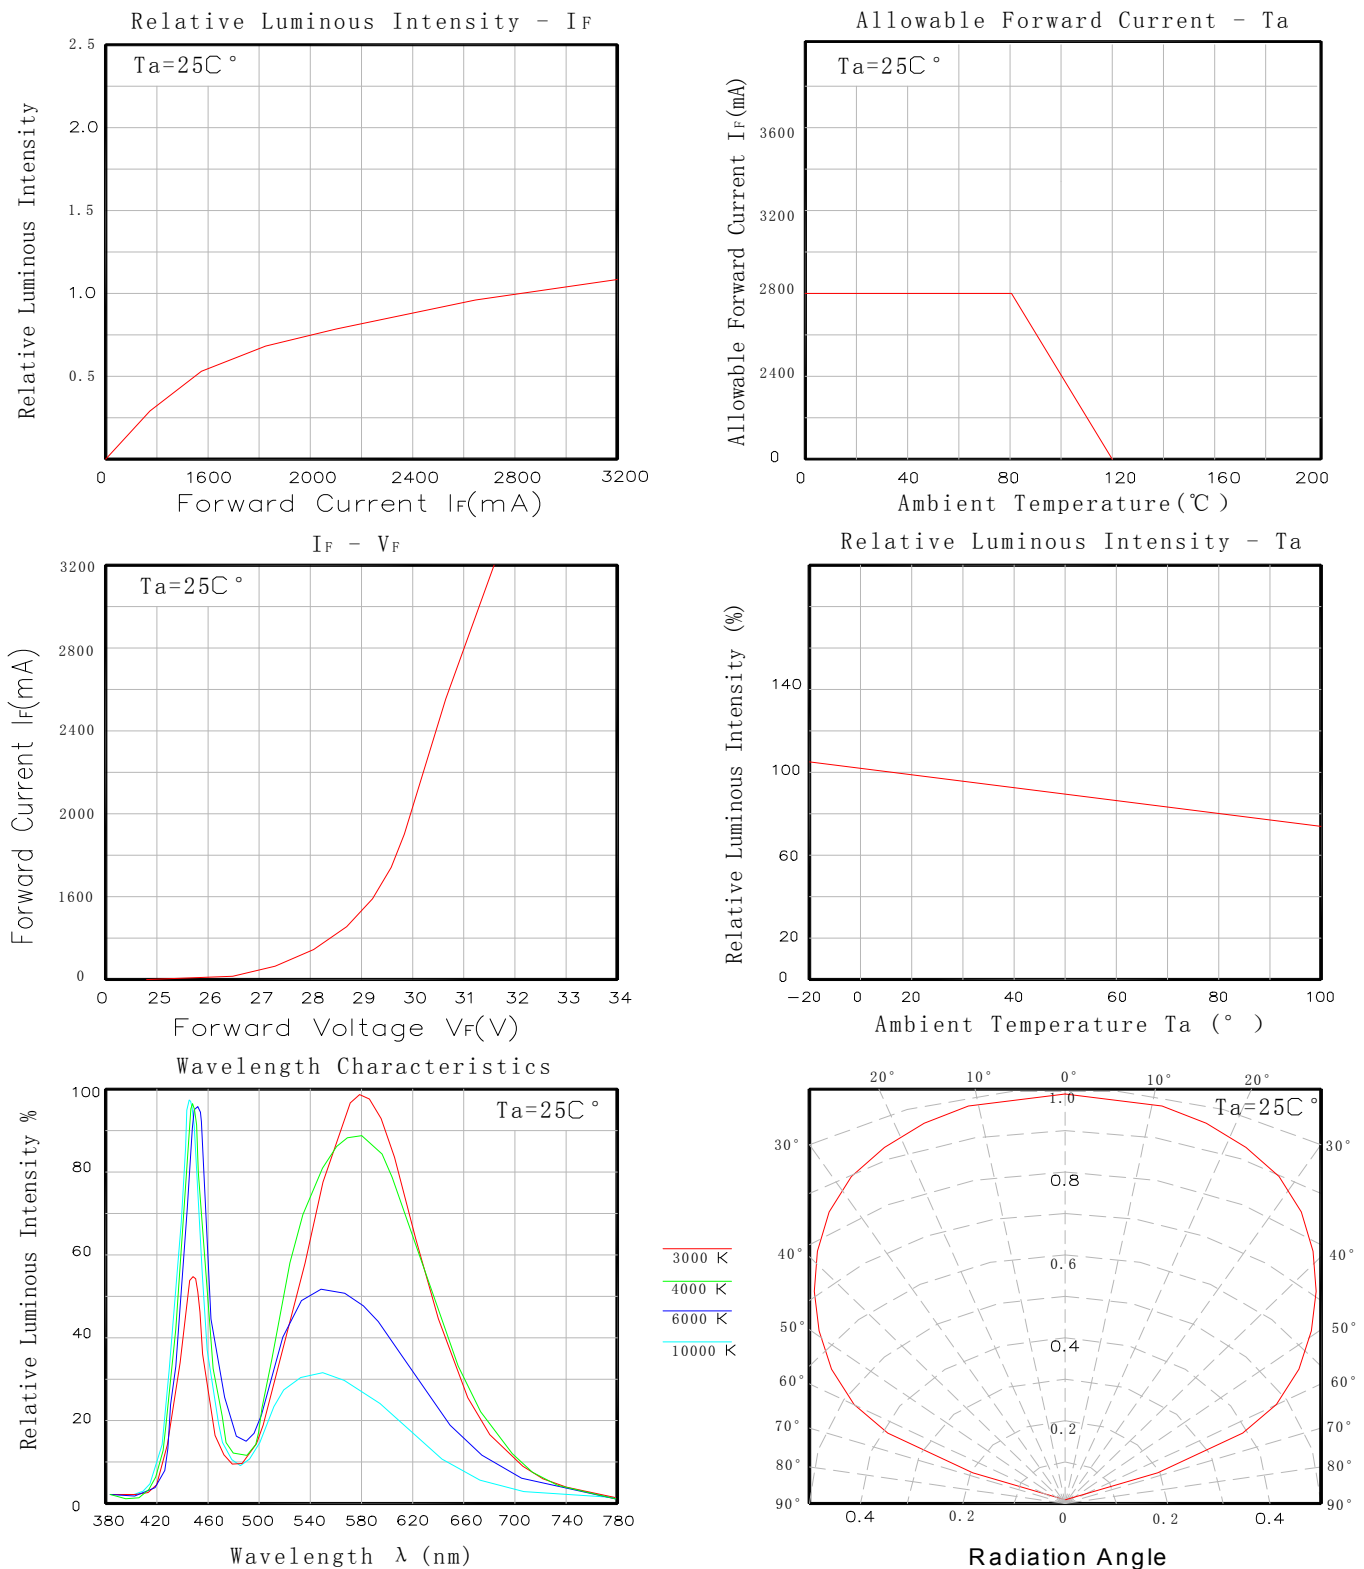 Relative Luminous Intensity - IF
Ta=25C°
Relative Luminous Intensity
2.5
2.0
1.5
1.0
0.5
0 1600 2000 2400 2800 3200
Forward Current IF(mA)
Allowable Forward Current - Ta
Ta=25C°
Allowable Forward Current IF(mA)
3600
3200
2800
2400
0
0 40 80 120 160 200
Ambient Temperature(℃ )
IF - VF
Ta=25C°
Forward Current IF(mA)
3200
2800
2400
2000
1600
0
0 25 26 27 28 29 30 31 32 33 34
Forward Voltage VF(V)
Relative Luminous Intensity - Ta
Relative Luminous Intensity (%)
140
100
60
20
0
-20 0 20 40 60 80 100
Ambient Temperature Ta (° )
Wavelength Characteristics
Ta=25C°
Relative Luminous Intensity %
100
80
60
40
20
0
380 420 460 500 540 580 620 660 700 740 780
Wavelength λ (nm)
3000 K
4000 K
6000 K
10000 K
20° 10° 0° 10° 20°
Ta=25C°
1.0
30° 30°
0.8
40° 0.6 40°
50° 0.4 50°
60° 60°
70° 0.2 70°
80° 80°
90° 90°
0.4 0.2 0 0.2 0.4
Radiation Angle